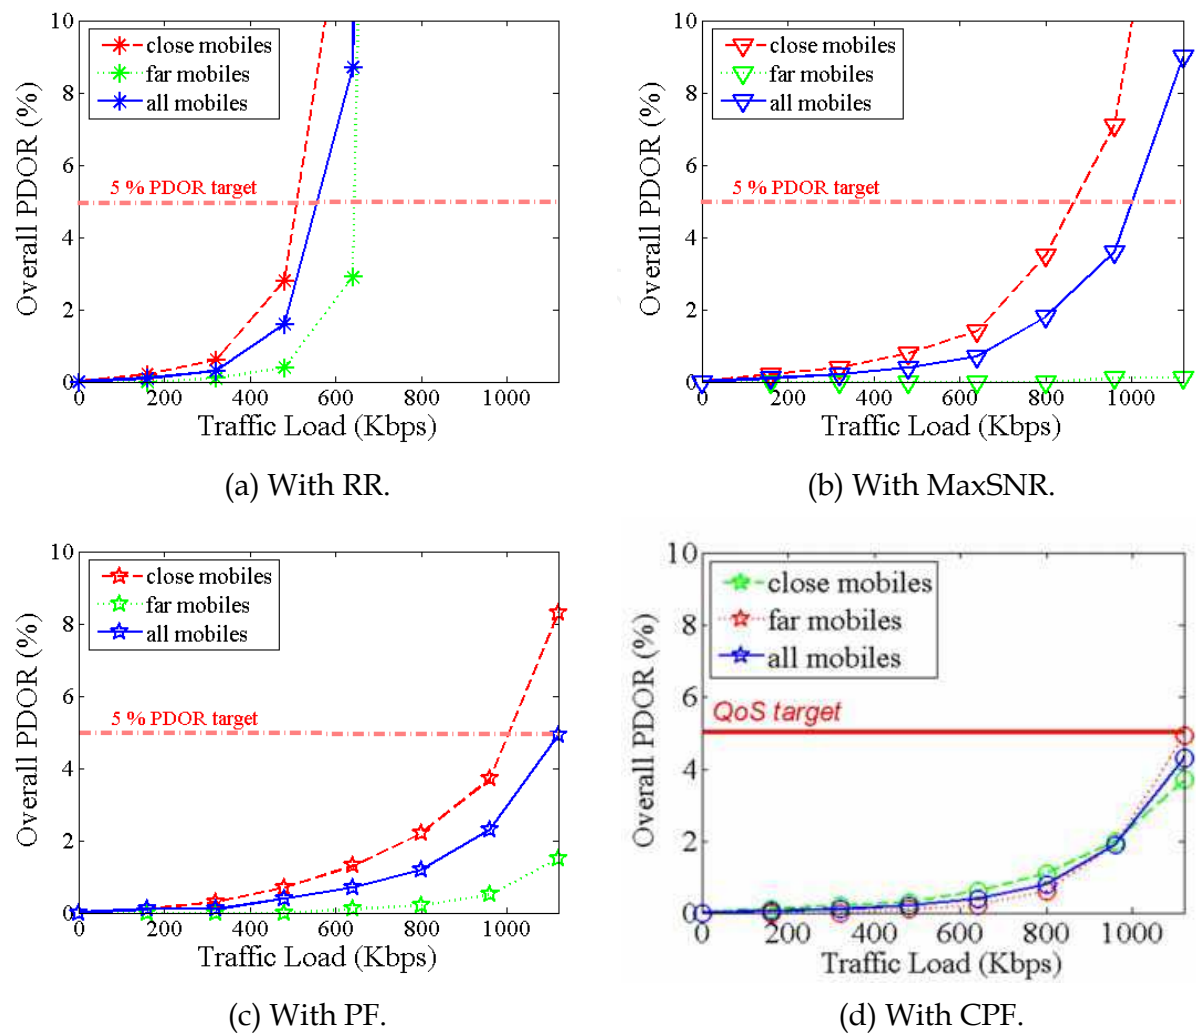 10
8
6
4
2
0
Overall PDOR (%)
close mobiles
far mobiles
all mobiles
5 % PDOR target
0 200 400 600 800 1000
Traffic Load (Kbps)
(a) With RR.
10
8
6
4
2
0
Overall PDOR (%)
close mobiles
far mobiles
all mobiles
5 % PDOR target
0 200 400 600 800 1000
Traffic Load (Kbps)
(b) With MaxSNR.
10
8
6
4
2
0
Overall PDOR (%)
close mobiles
far mobiles
all mobiles
5 % PDOR target
0 200 400 600 800 1000
Traffic Load (Kbps)
(c) With PF.
10
8
6
4
2
0
Overall PDOR (%)
close mobiles
far mobiles
all mobiles
QoS target
0 200 400 600 800 1000
Traffic Load (Kbps)
(d) With CPF.